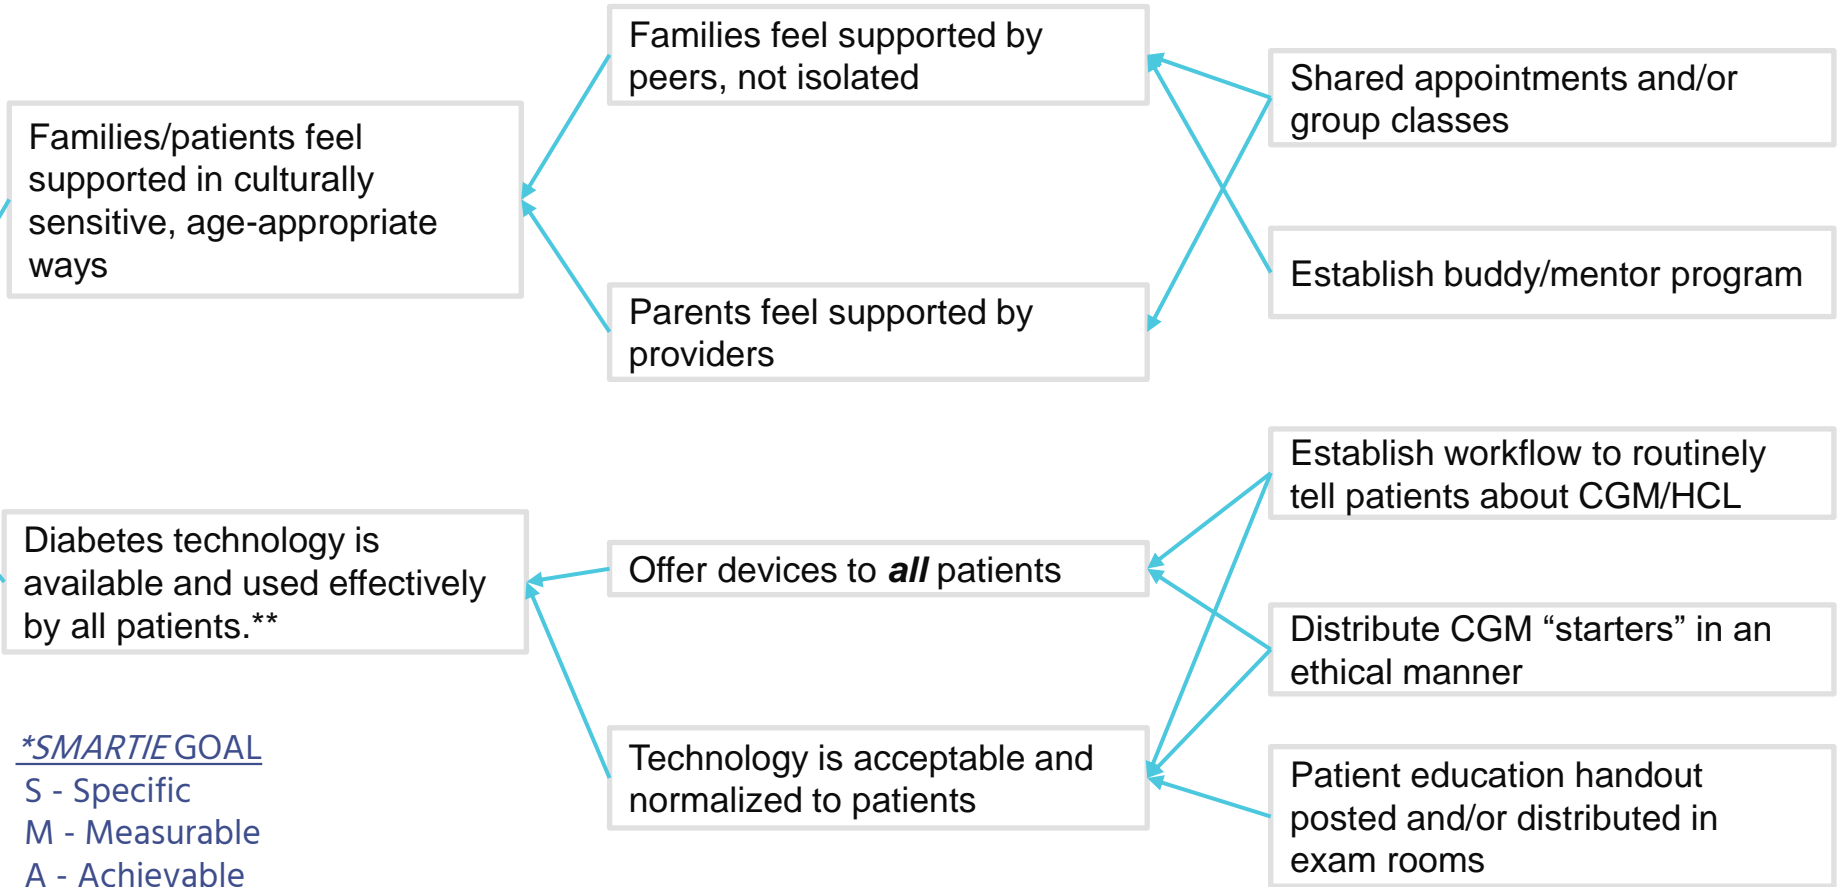 Families/patients feel
supported in culturally
sensitive, age-appropriate
ways
Diabetes technology is
available and used effectively
by all patients.**
*SMARTIE GOAL
S - Specific
M - Measurable
A - Achievable
Families feel supported by
peers, not isolated
Parents feel supported by
providers
Offer devices to all patients
Technology is acceptable and
normalized to patients
Shared appointments and/or
group classes
Establish buddy/mentor program
Establish workflow to routinely
tell patients about CGM/HCL
Distribute CGM “starters” in an
ethical manner
Patient education handout
posted and/or distributed in
exam rooms